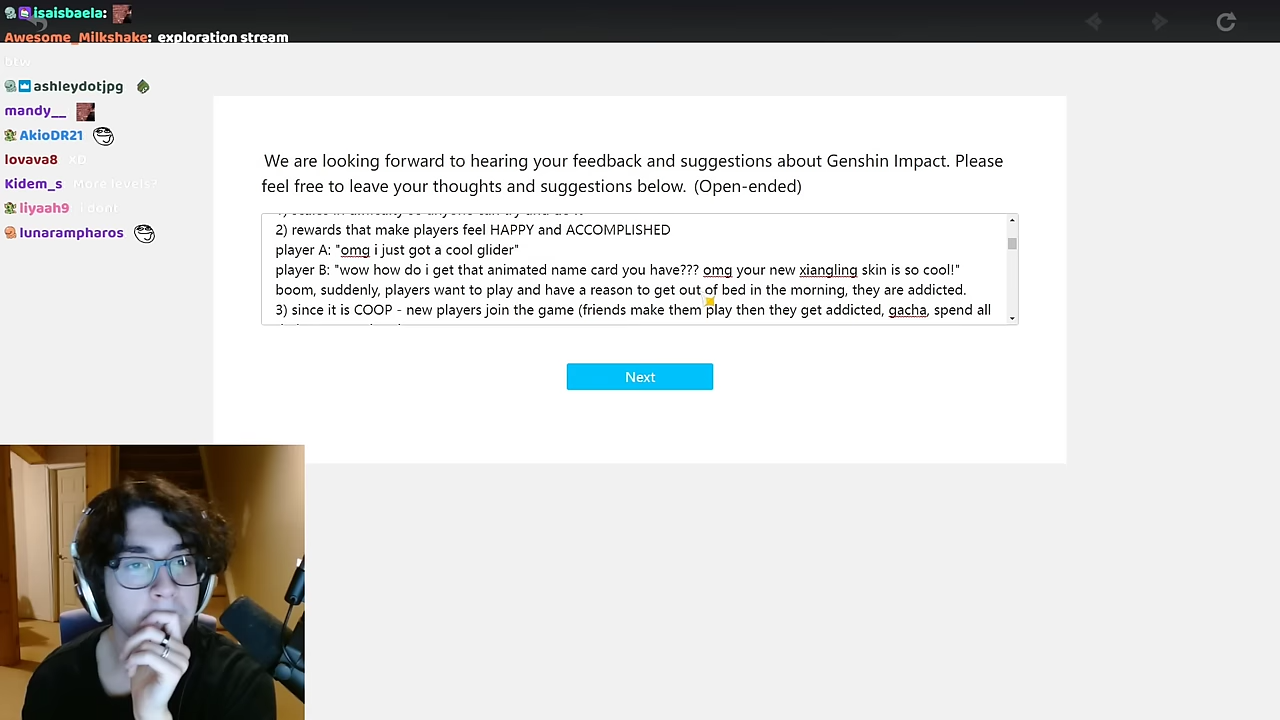 isaisbaela:
Awesome_Milkshake: exploration stream
btw
ashleydotjpg
mandy__
AkioDR21
lovava8 XD
Kidem_s More levels?
liyaah9 i dont
lunarampharos
We are looking forward to hearing your feedback and suggestions about Genshin Impact. Please
feel free to leave your thoughts and suggestions below. (Open-ended)
2) rewards that make players feel HAPPY and ACCOMPLISHED
player A: "omg i just got a cool glider"
player B: "wow how do i get that animated name card you have??? omg your new xiangling skin is so cool!"
boom, suddenly, players want to play and have a reason to get out of bed in the morning, they are addicted.
3) since it is COOP - new players join the game (friends make them play then they get addicted, gacha, spend all
Next